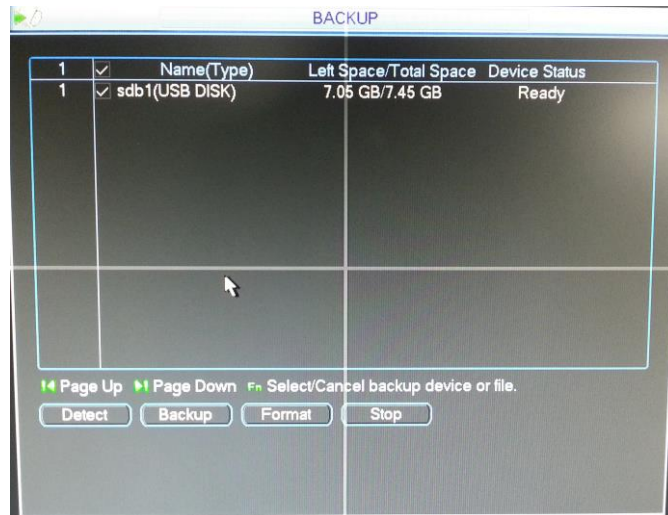 BACKUP
1 Name(Type) Left Space/Total Space Device Status
1 sdb1(USB DISK) 7.05 GB/7.45 GB Ready
Page Up Page Down Fn Select/Cancel backup device or file.
Detect Backup Format Stop